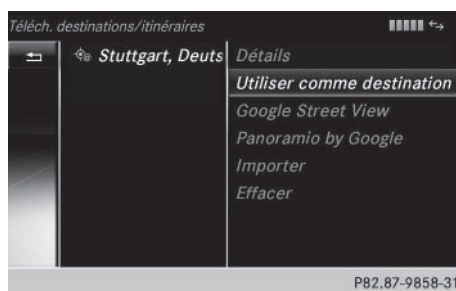 Téléch. destinations/itinéraires
Stuttgart, Deuts
Détails
Utiliser comme destination
Google Street View
Panoramio by Google
Importer
Effacer
P82.87-9858-31